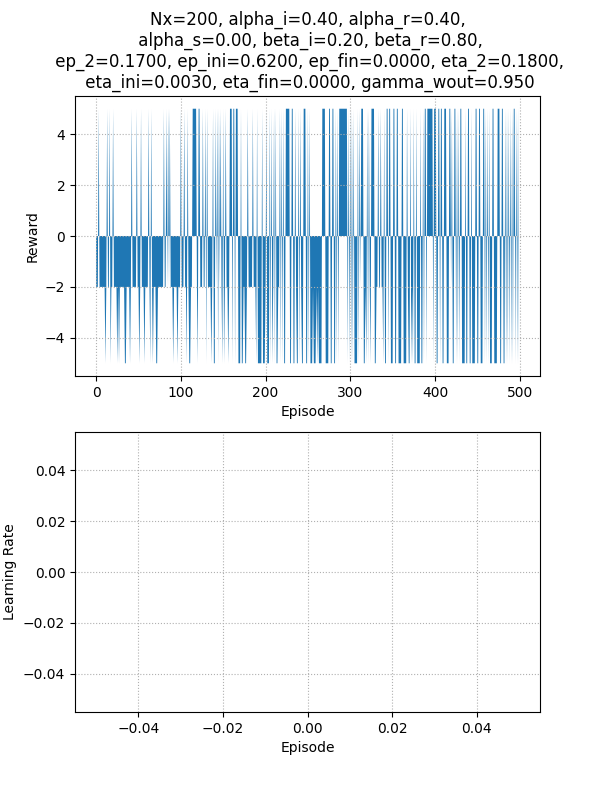 Nx=200, alpha_i=0.40, alpha_r=0.40,
alpha_s=0.00, beta_i=0.20, beta_r=0.80,
ep_2=0.1700, ep_ini=0.6200, ep_fin=0.0000, eta_2=0.1800,
eta_ini=0.0030, eta_fin=0.0000, gamma_wout=0.950
4
2
0
−2
−4
Reward
0 100 200 300 400 500
Episode
0.04
0.02
0.00
−0.02
−0.04
Learning Rate
−0.04 −0.02 0.00 0.02 0.04
Episode